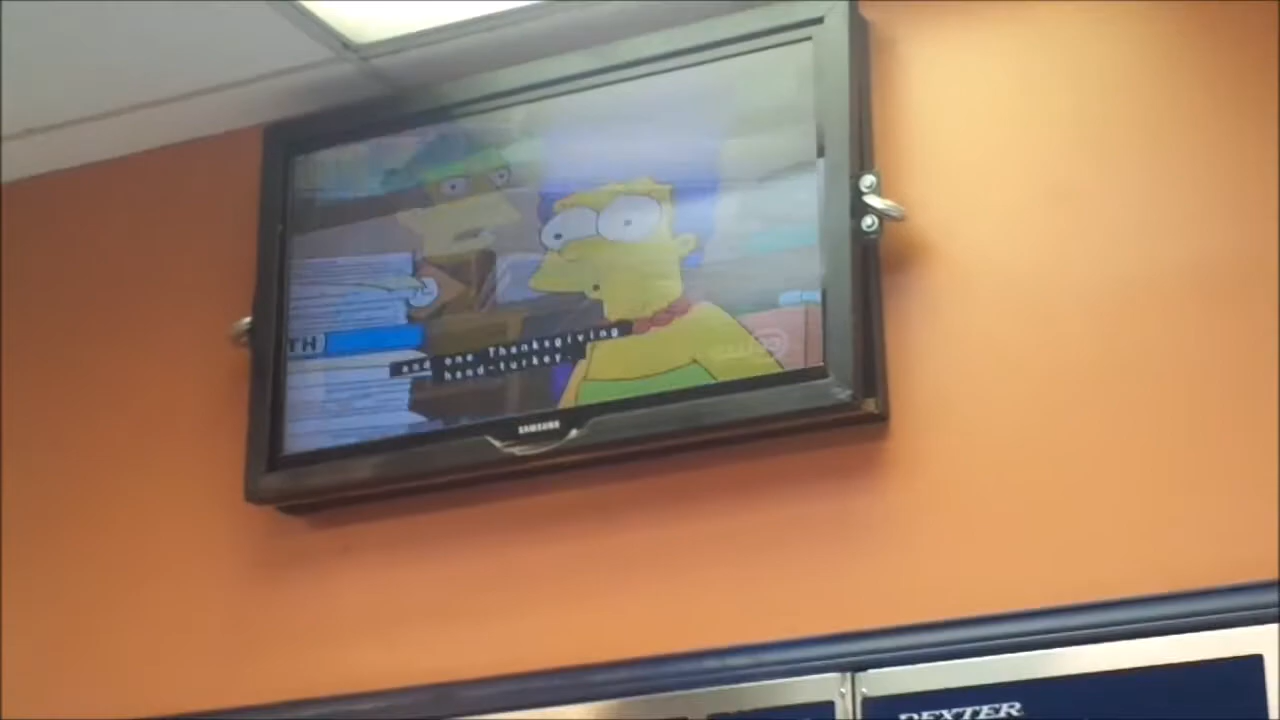 TH
and one Thanksgiving
hand-turkey.
SAMSUNG
DEXTER